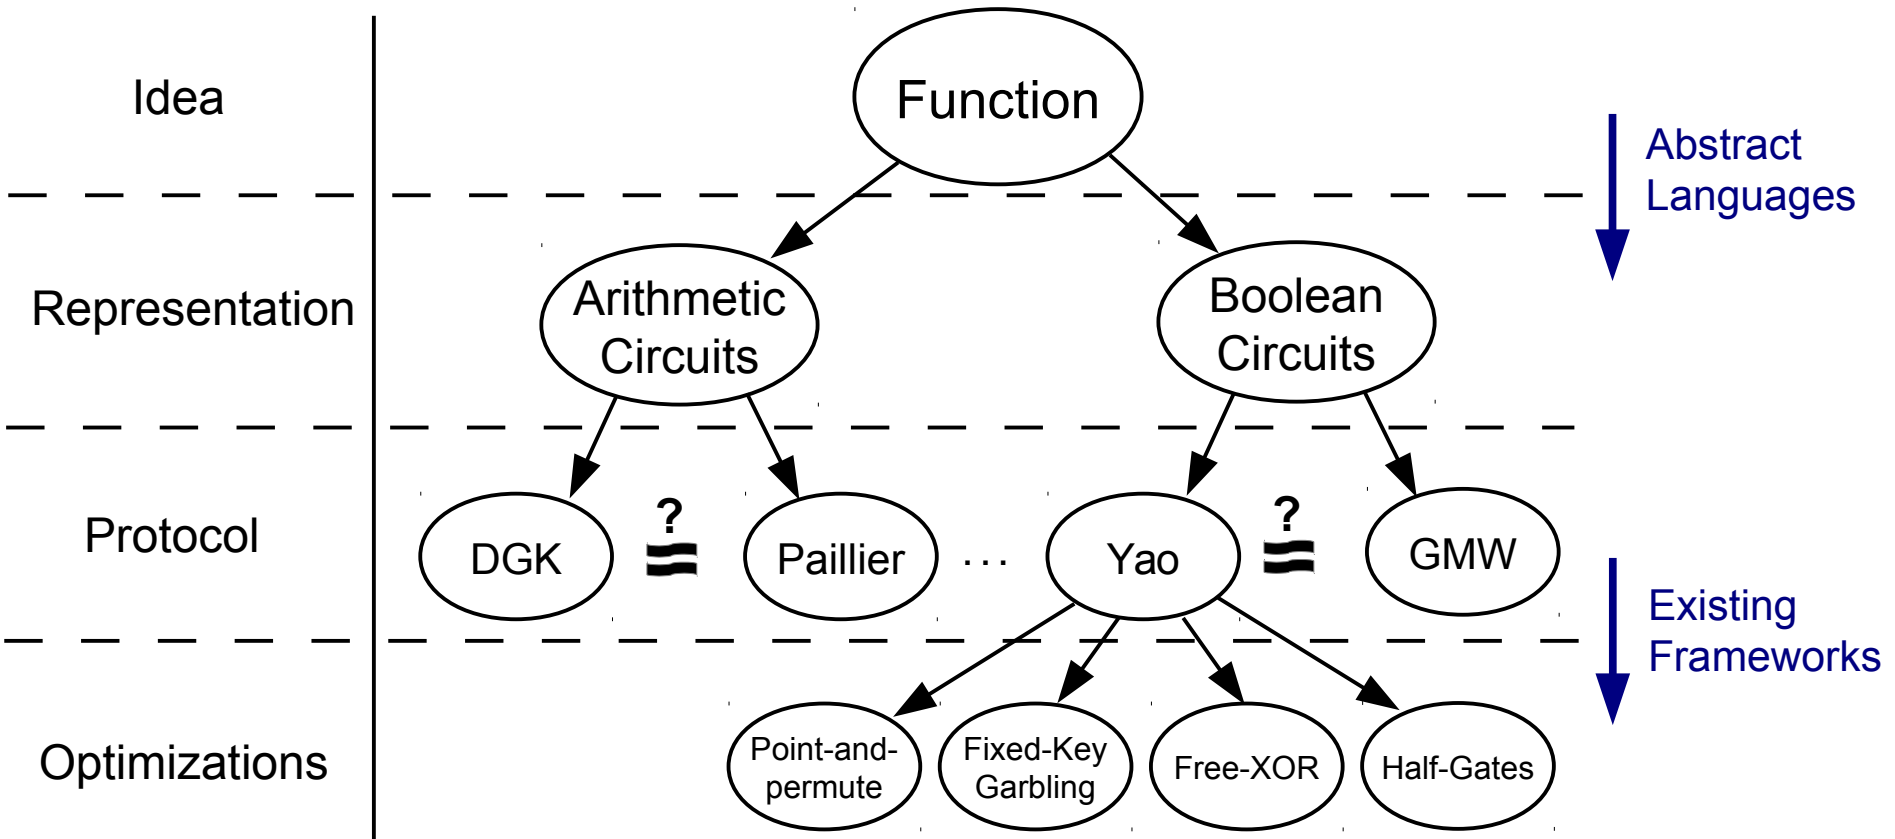 Idea
Function
Abstract
Languages
Representation
Arithmetic
Circuits
Boolean
Circuits
Protocol
DGK
?
Paillier
...
Yao
?
GMW
Existing
Frameworks
Optimizations
Point-and-
permute
Fixed-Key
Garbling
Free-XOR
Half-Gates